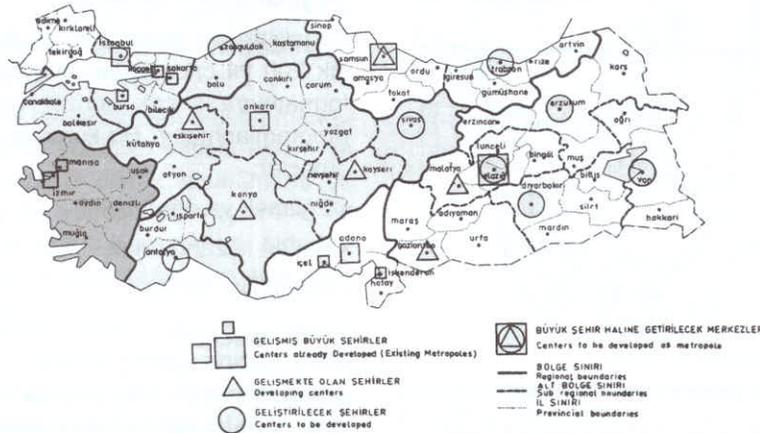 sinop
edirne
kırklareli
tekirdağ
istanbul
zonguldak
kastamonu
samsun
artvin
kocaeli
sakarya
bolu
çankırı
çorum
amasya
ordu
giresun
trabzon
rize
kars
tokat
gümüşhane
çanakkale
bursa
bilecik
balıkesir
eskişehir
ankara
yozgat
sivas
erzincan
erzurum
ağrı
kütahya
kırşehir
tunceli
bingöl
muş
manisa
uşak
afyon
nevşehir
kayseri
malatya
elazığ
bitlis
van
izmir
aydın
denizli
konya
niğde
diyarbakır
siirt
isparta
maraş
adıyaman
mardin
hakkari
muğla
burdur
antalya
içel
adana
gaziantep
urfa
iskenderun
hatay
GELİŞMİŞ BÜYÜK ŞEHİRLER
Centers already Developed (Existing Metropoles)
GELİŞMEKTE OLAN ŞEHİRLER
Developing centers
GELİŞTİRİLECEK ŞEHİRLER
Centers to be developed
BÜYÜK ŞEHİR HALINE GETİRİLECEK MERKEZLER
Centers to be developed as metropole
BÖLGE SINIRI
Regional boundaries
ALT BÖLGE SINIRI
Sub regional boundaries
İL SINIRI
Provincial boundaries